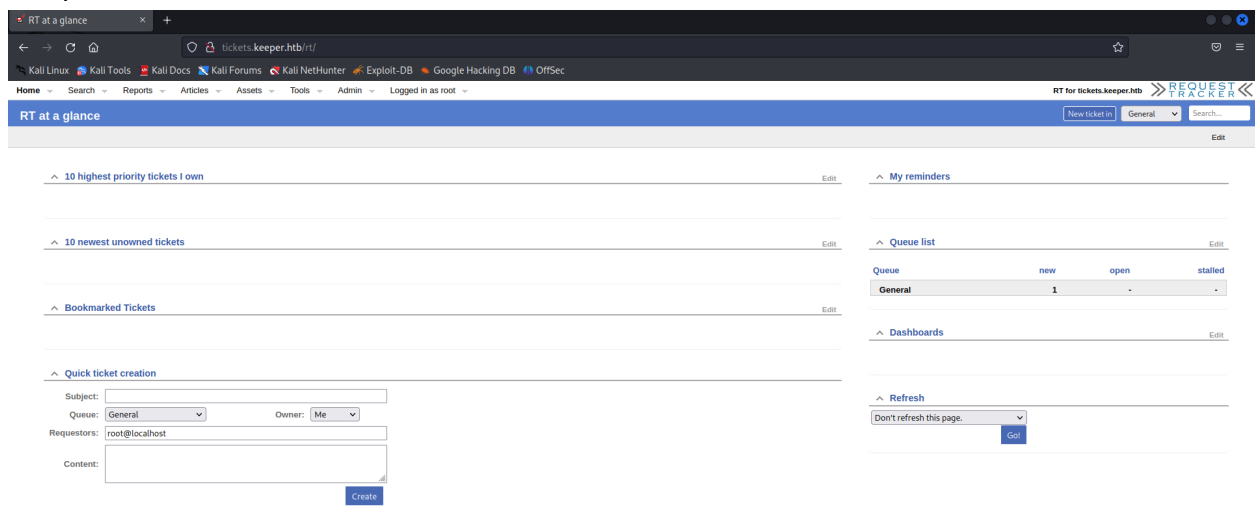 RT at a glance × +
tickets.keeper.htb/rt/
Kali Linux Kali Tools Kali Docs Kali Forums Kali NetHunter Exploit-DB Google Hacking DB OffSec
Home Search Reports Articles Assets Tools Admin Logged in as root RT for tickets.keeper.htb REQUEST TRACKER
RT at a glance New ticket in General Search...
Edit
10 highest priority tickets I own Edit
My reminders
10 newest unowned tickets Edit
Queue list Edit
Queue new open stalled
General 1 - -
Bookmarked Tickets Edit
Dashboards Edit
Quick ticket creation
Subject:
Queue: General Owner: Me
Requestors: root@localhost
Content:
Create
Refresh
Don't refresh this page.
Go!